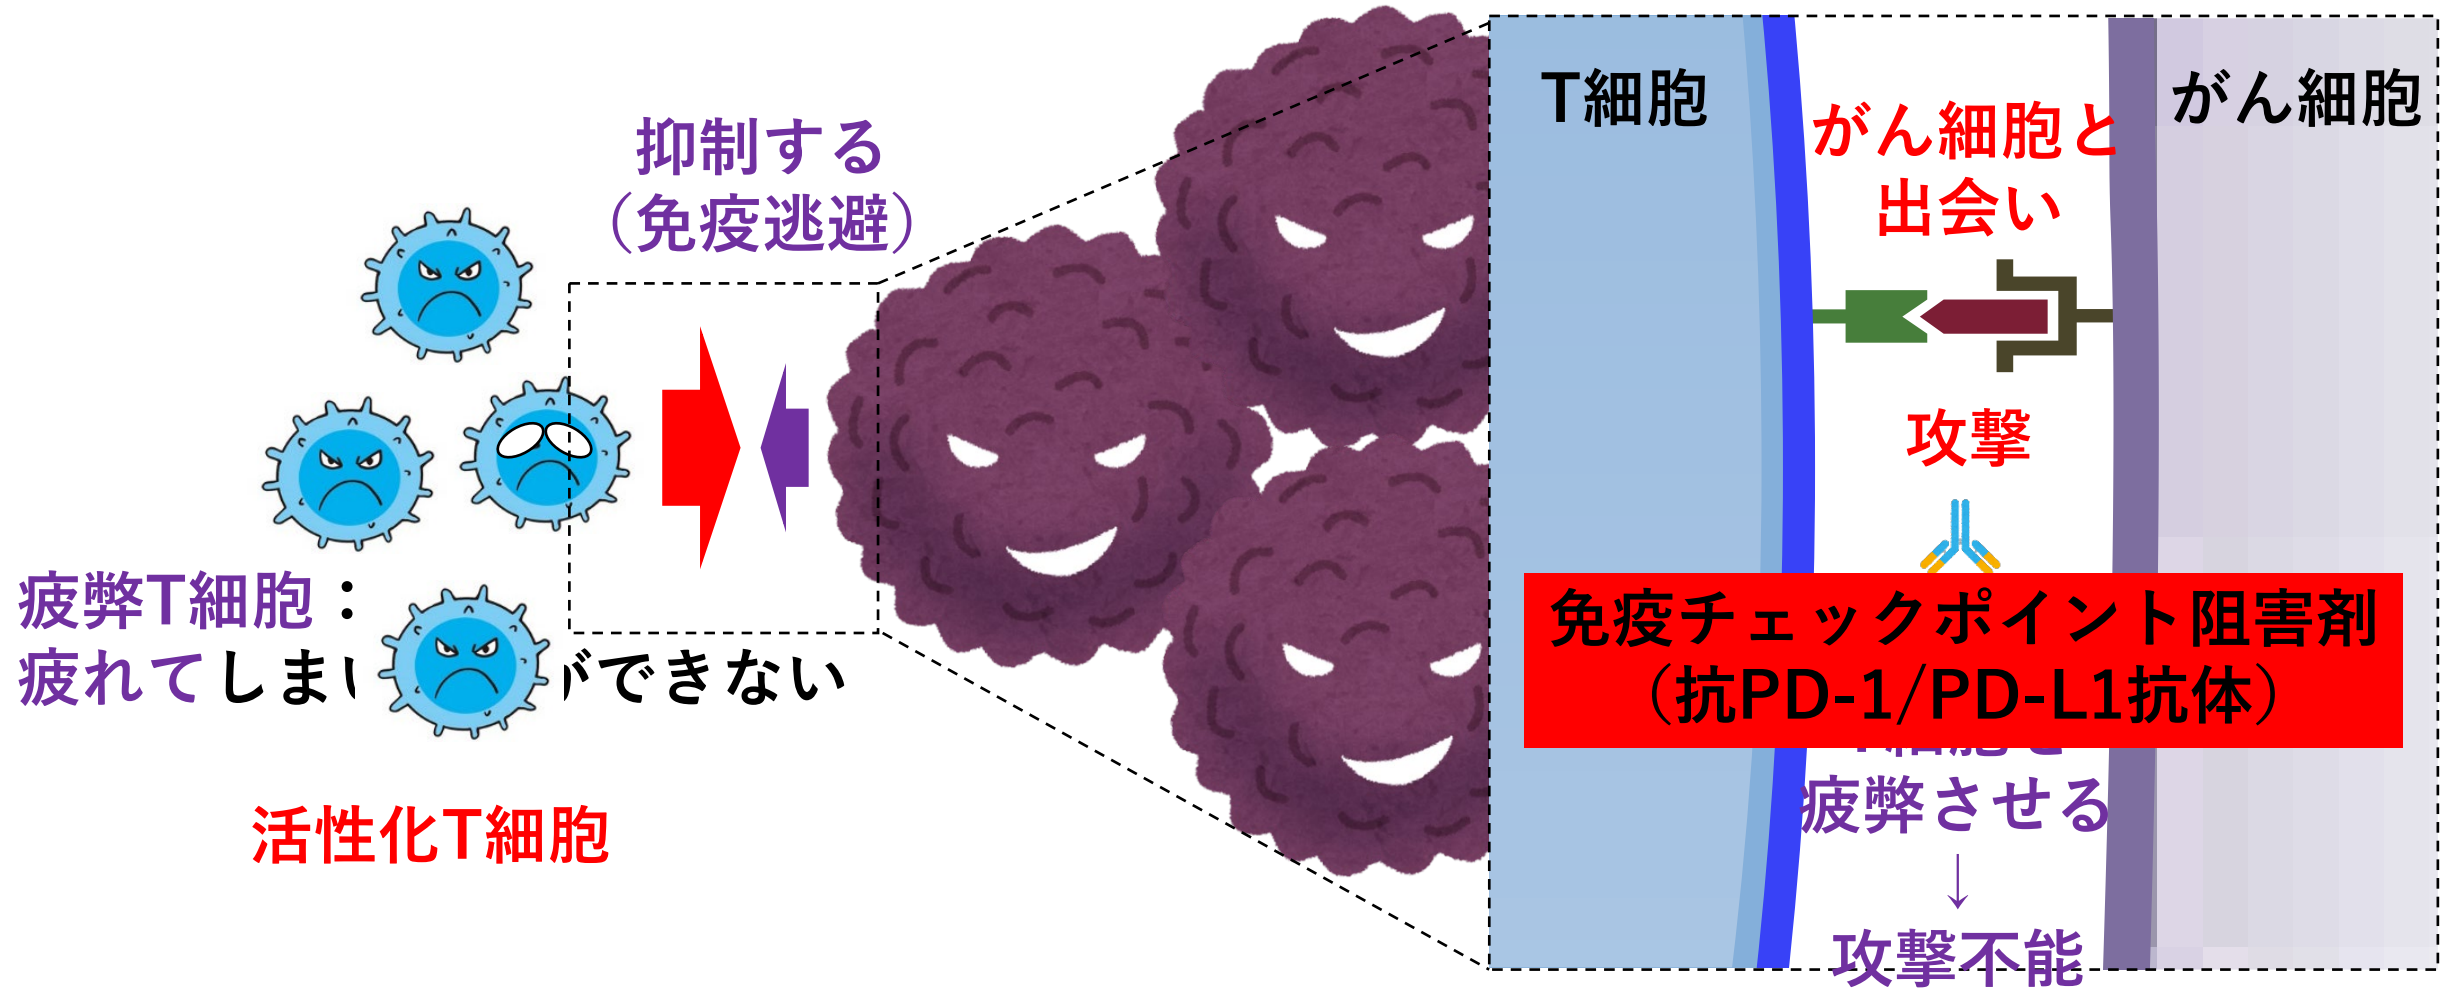 抑制する
（免疫逃避）
疲弊T細胞：
疲れてしま
ができない
活性化T細胞
T細胞
がん細胞と
出会い
がん細胞
攻撃
免疫チェックポイント阻害剤
（抗PD-1/PD-L1抗体）
疲弊させる
↓
攻撃不能